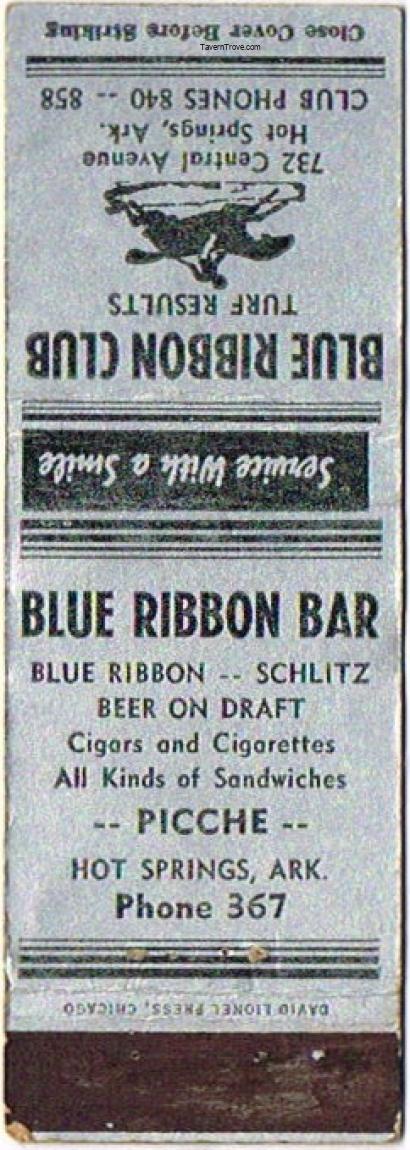 Close Cover Before Striking
TavernTrove.com
CLUB PHONES 840 -- 858
Hot Springs, Ark.
732 Central Avenue
TURF RESULTS
BLUE RIBBON CLUB
Service With a Smile
BLUE RIBBON BAR
BLUE RIBBON -- SCHLITZ
BEER ON DRAFT
Cigars and Cigarettes
All Kinds of Sandwiches
-- PICCHE --
HOT SPRINGS, ARK.
Phone 367
DAVID LIONEL PRESS, CHICAGO